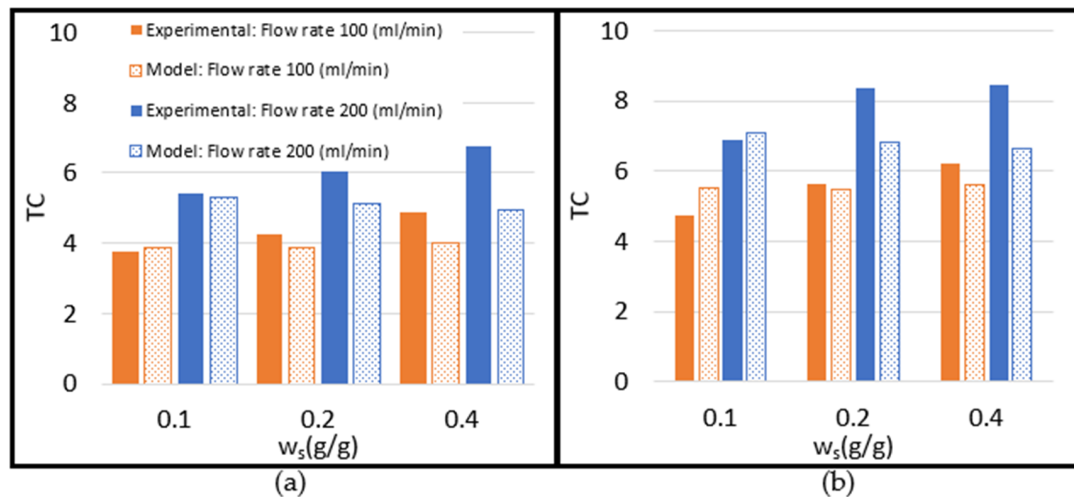 10
8
6
4
2
0
TC
Experimental: Flow rate 100 (ml/min)
Model: Flow rate 100 (ml/min)
Experimental: Flow rate 200 (ml/min)
Model: Flow rate 200 (ml/min)
0.1 0.2 0.4
ws(g/g)
(a)
10
8
6
4
2
0
TC
0.1 0.2 0.4
ws(g/g)
(b)